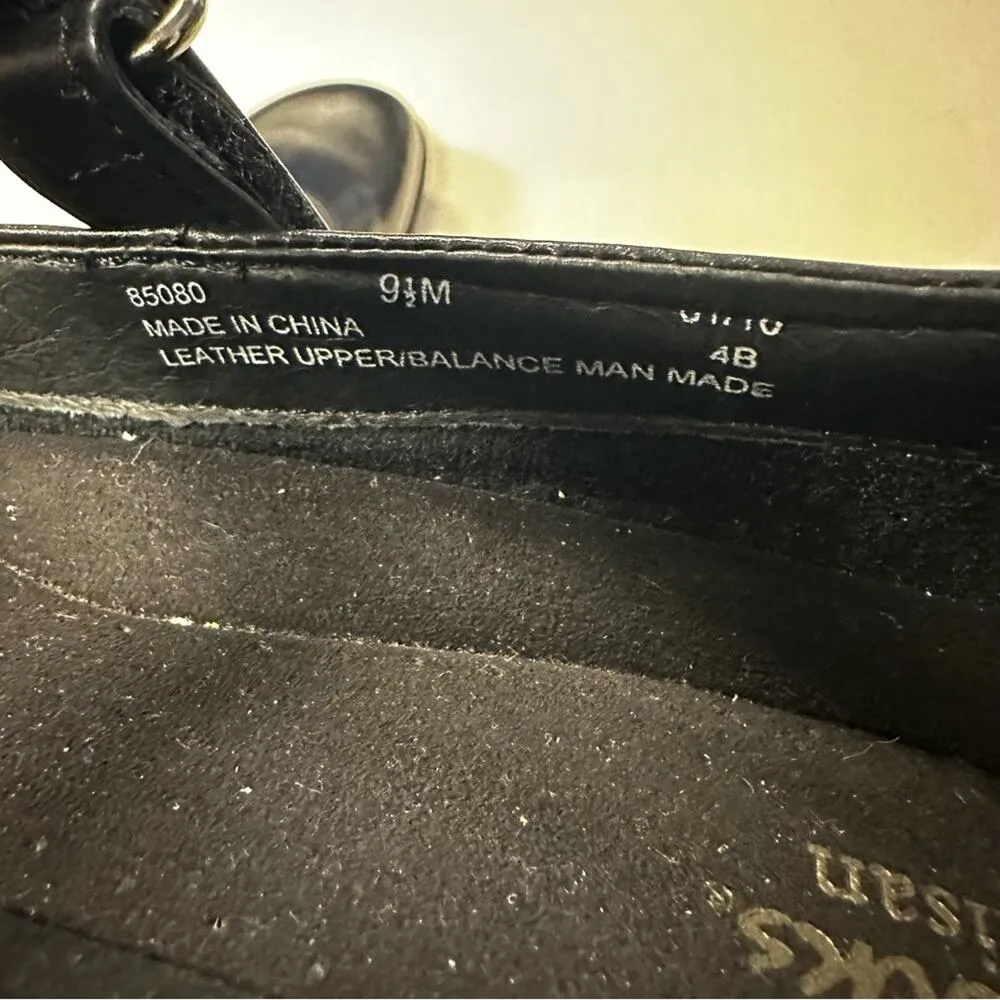 85080 9½M
MADE IN CHINA
4B
LEATHER UPPER/BALANCE MAN MADE